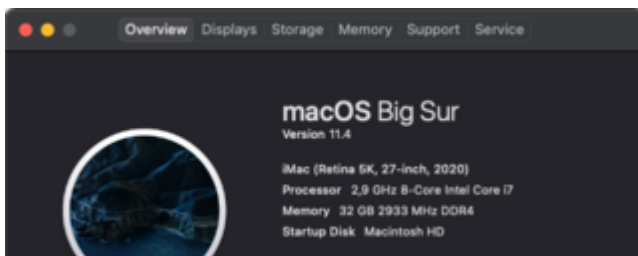 Overview Displays Storage Memory Support Service
macOS Big Sur
Version 11.4
iMac (Retina 5K, 27-inch, 2020)
Processor 2,9 GHz 8-Core Intel Core i7
Memory 32 GB 2933 MHz DDR4
Startup Disk Macintosh HD